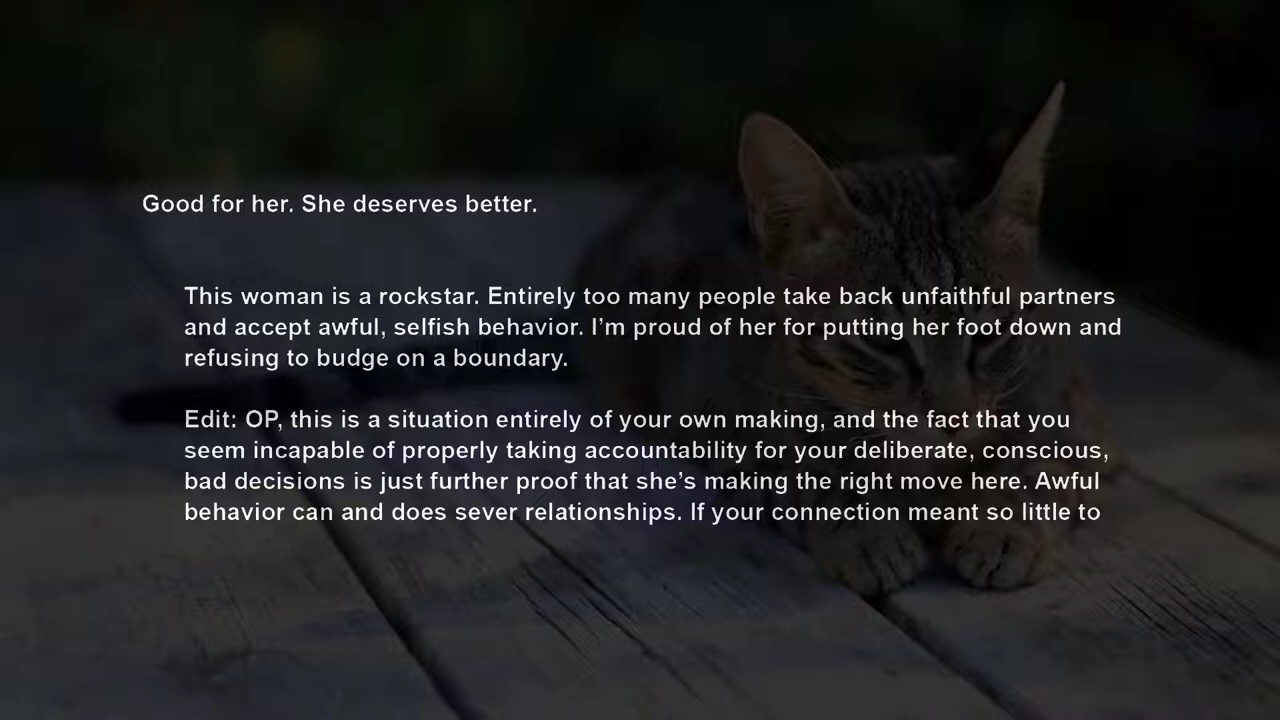 Good for her. She deserves better.
This woman is a rockstar. Entirely too many people take back unfaithful partners
and accept awful, selfish behavior. I’m proud of her for putting her foot down and
refusing to budge on a boundary.
Edit: OP, this is a situation entirely of your own making, and the fact that you
seem incapable of properly taking accountability for your deliberate, conscious,
bad decisions is just further proof that she’s making the right move here. Awful
behavior can and does sever relationships. If your connection meant so little to